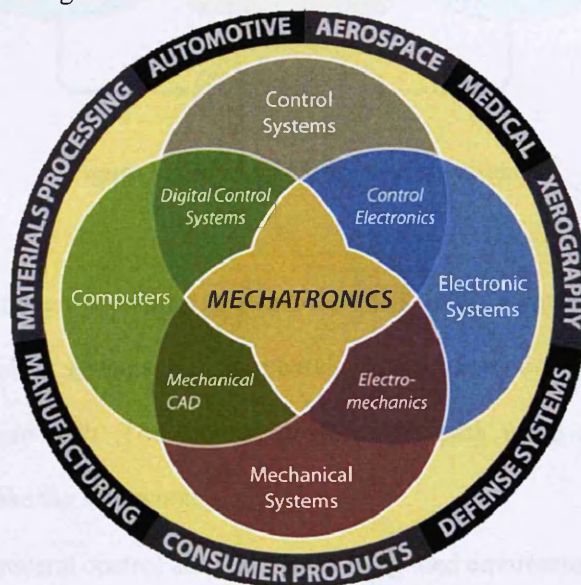 AUTOMOTIVE
AEROSPACE
MEDICAL
XEROGRAPHY
DEFENSE SYSTEMS
CONSUMER PRODUCTS
MANUFACTURING
MATERIALS PROCESSING
Control
Systems
Digital Control
Systems
Control
Electronics
Computers
MECHATRONICS
Electronic
Systems
Mechanical
CAD
Electro-
mechanics
Mechanical
Systems